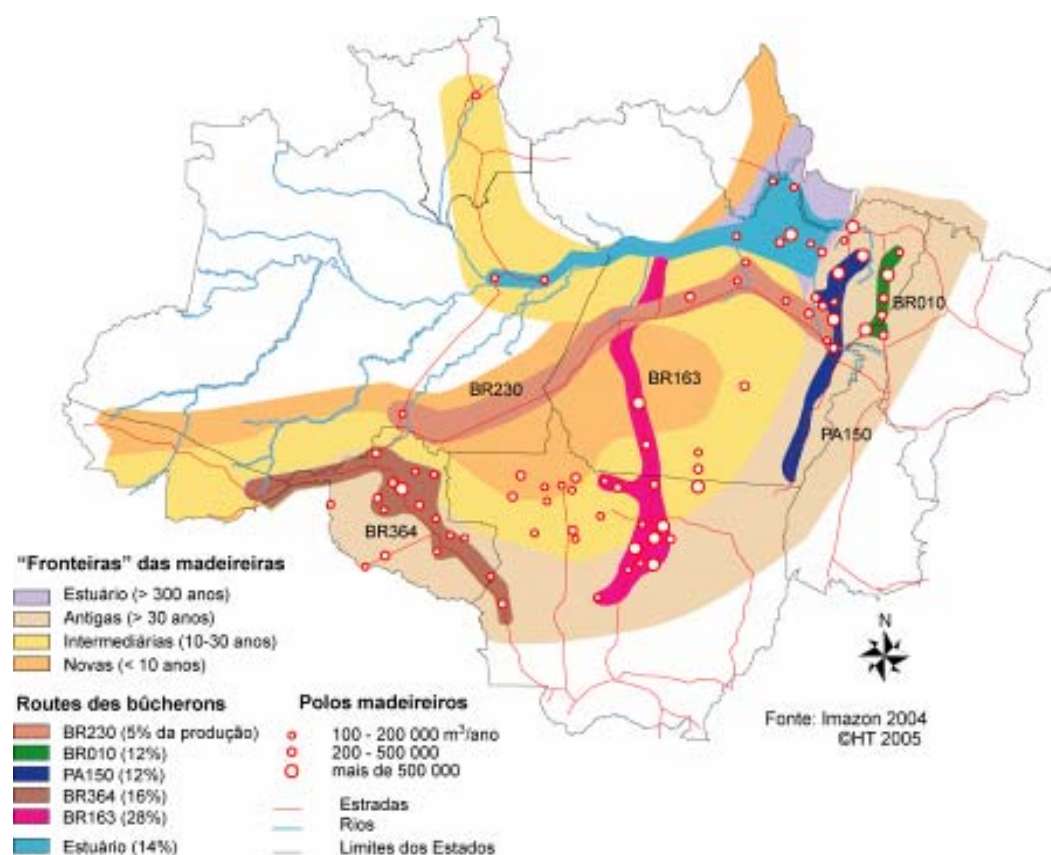 BR010
BR163
BR230
PA150
BR364
"Fronteiras" das madeireiras
Estuário (> 300 anos)
Antigas (> 30 anos)
Intermediárias (10-30 anos)
Novas (< 10 anos)
Routes des bûcherons
BR230 (5% da produção)
BR010 (12%)
PA150 (12%)
BR364 (16%)
BR163 (28%)
Estuário (14%)
Polos madeireiros
100 - 200 000 m³/ano
200 - 500 000
mais de 500 000
Estradas
Rios
Limites dos Estados
N
Fonte: Imazon 2004
©HT 2005